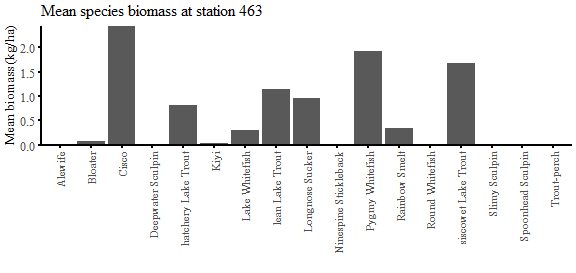 Mean species biomass at station 463
Mean biomass (kg/ha)
2.0
1.5
1.0
0.5
0.0
Alewife
Bloater
Cisco
Deepwater Sculpin
hatchery Lake Trout
Kiyi
Lake Whitefish
lean Lake Trout
Longnose Sucker
Ninespine Stickleback
Pygmy Whitefish
Rainbow Smelt
Round Whitefish
siscowet Lake Trout
Slimy Sculpin
Spoonhead Sculpin
Trout-perch